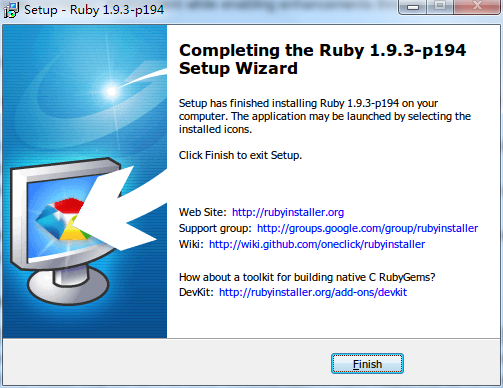 Setup - Ruby 1.9.3-p194
Completing the Ruby 1.9.3-p194
Setup Wizard
Setup has finished installing Ruby 1.9.3-p194 on your
computer. The application may be launched by selecting the
installed icons.
Click Finish to exit Setup.
Web Site: http://rubyinstaller.org
Support group: http://groups.google.com/group/rubyinstaller
Wiki: http://wiki.github.com/oneclick/rubyinstaller
How about a toolkit for building native C RubyGems?
DevKit: http://rubyinstaller.org/add-ons/devkit
Finish